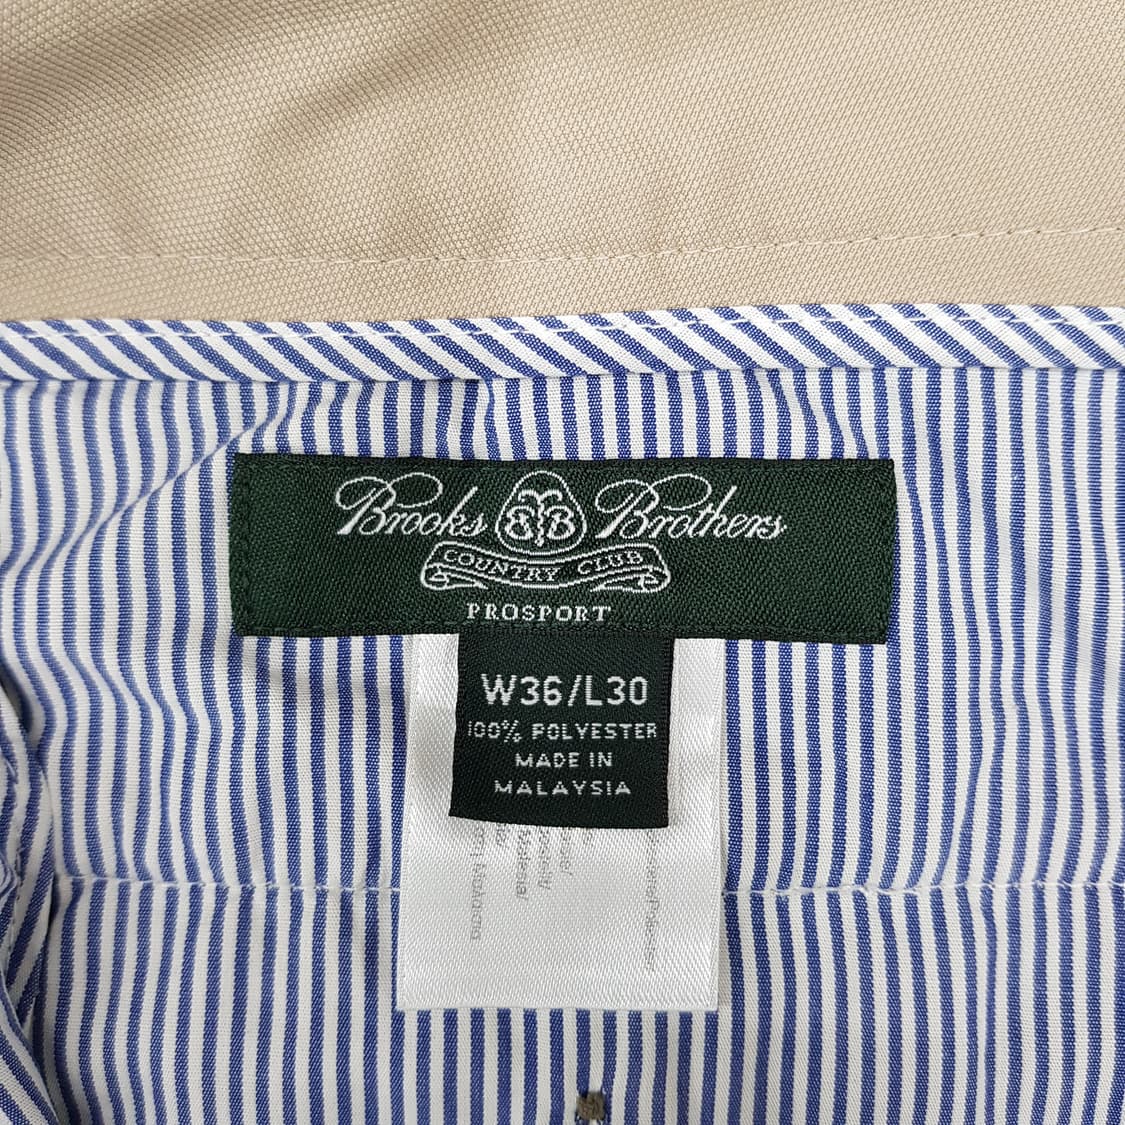 Brooks BB Brothers
COUNTRY CLUB
PROSPORT
W36/L30
100% POLYESTER
MADE IN
MALAYSIA